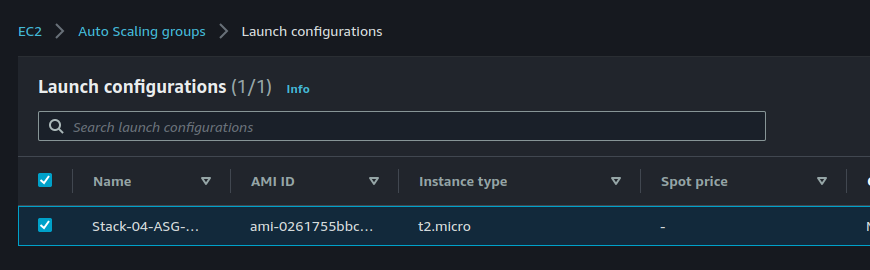 EC2 > Auto Scaling groups > Launch configurations
Launch configurations (1/1) Info
Search launch configurations
Name AMI ID Instance type Spot price
Stack-04-ASG-... ami-0261755bbc... t2.micro -